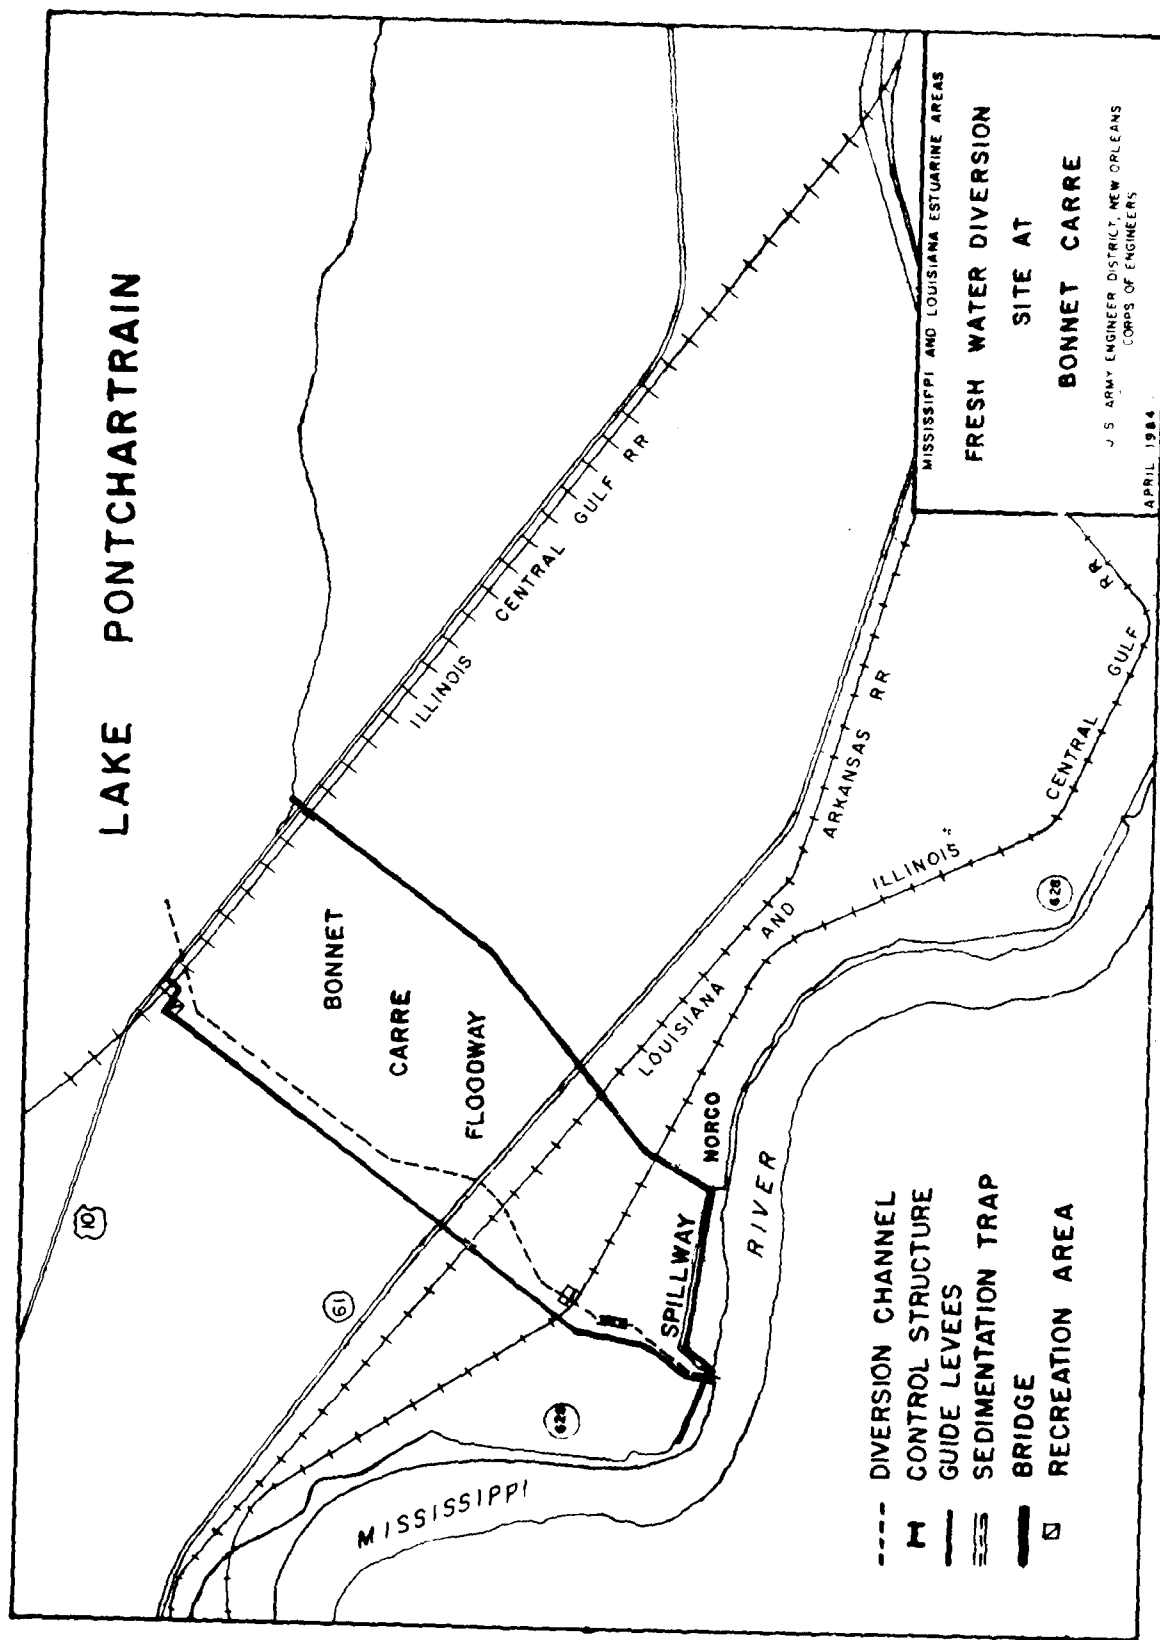 LAKE PONTCHARTRAIN
10
61
BONNET
CARRE
FLOODWAY
ILLINOIS CENTRAL GULF RR
LOUISIANA AND ARKANSAS RR
ILLINOIS CENTRAL GULF RR
NORCO
SPILLWAY
628
628
MISSISSIPPI RIVER
DIVERSION CHANNEL
CONTROL STRUCTURE
GUIDE LEVEES
SEDIMENTATION TRAP
BRIDGE
RECREATION AREA
MISSISSIPPI AND LOUISIANA ESTUARINE AREAS
FRESH WATER DIVERSION
SITE AT
BONNET CARRE
U S ARMY ENGINEER DISTRICT, NEW ORLEANS
CORPS OF ENGINEERS
APRIL 1984